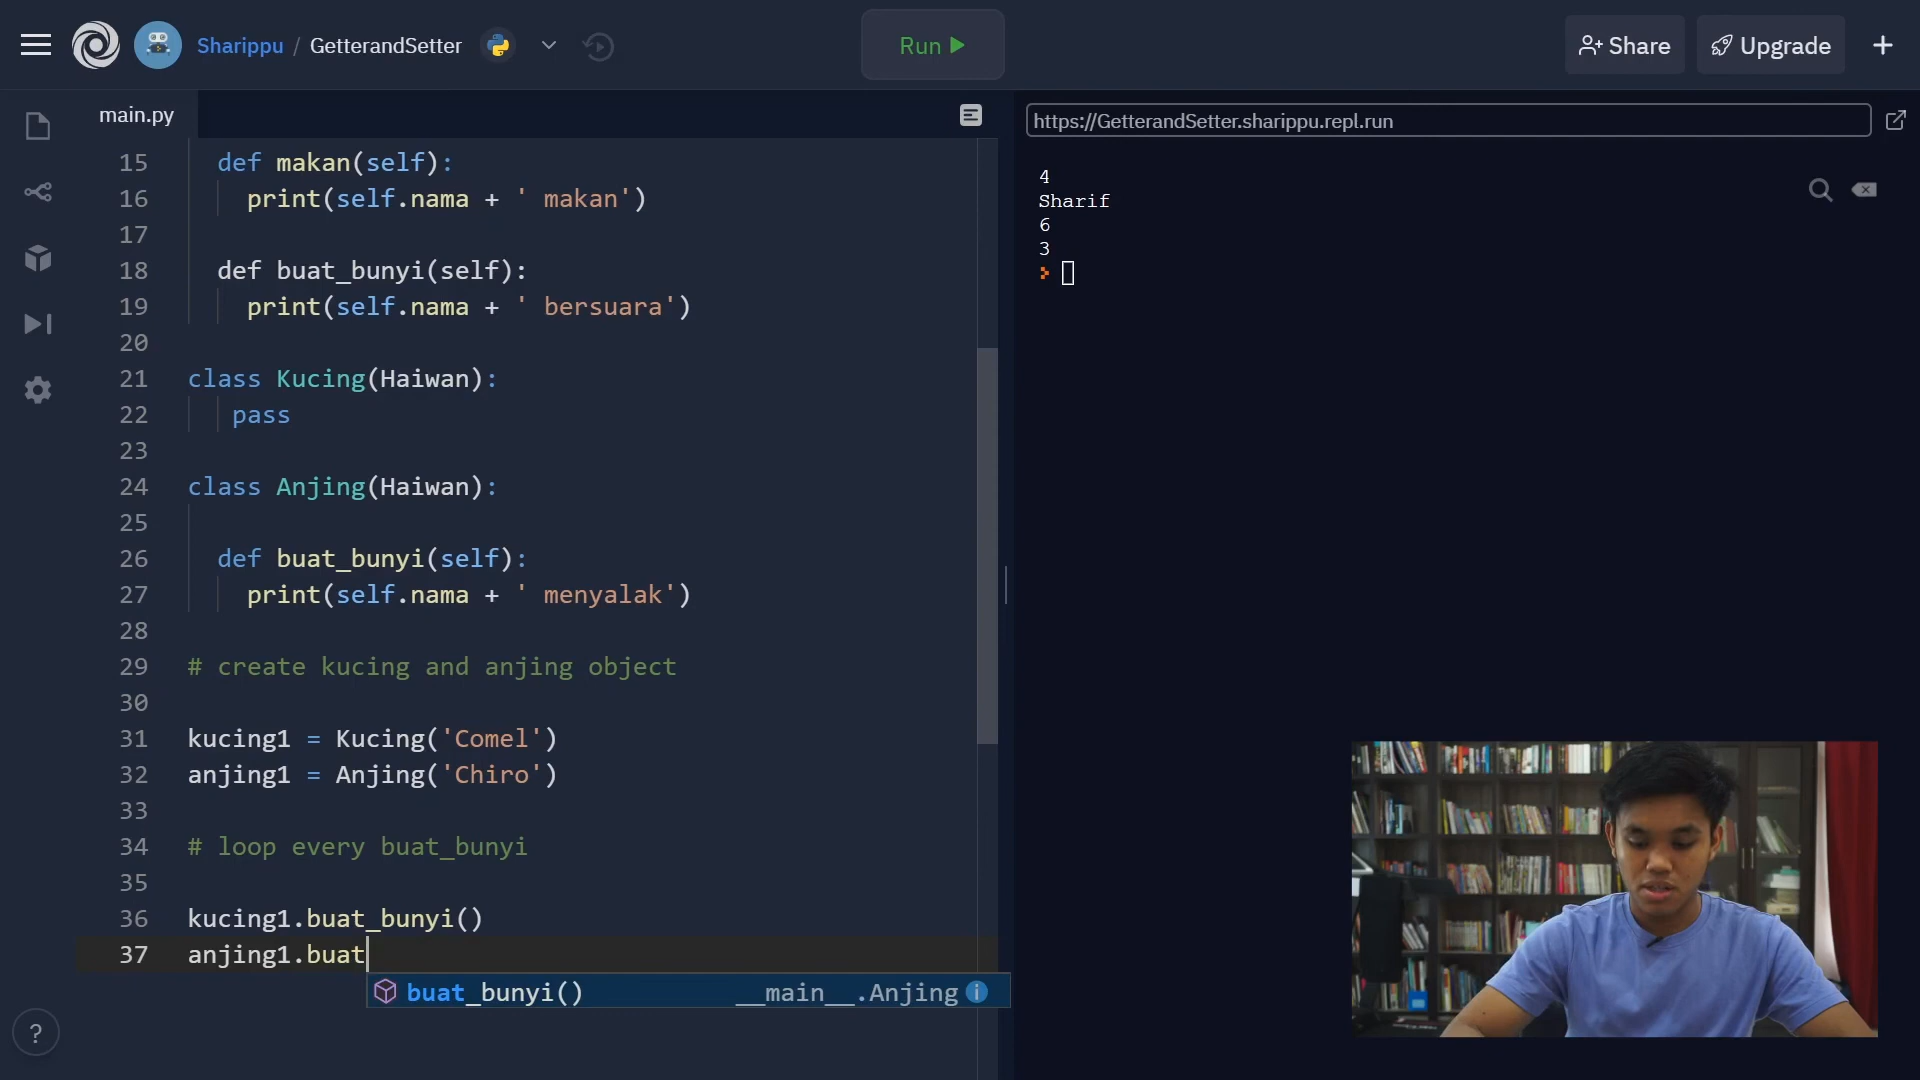 Sharippu / GetterandSetter
Run
Share
Upgrade
main.py
https://GetterandSetter.sharippu.repl.run
15 def makan(self):
16 print(self.nama + ' makan')
17
18 def buat_bunyi(self):
19 print(self.nama + ' bersuara')
20
21 class Kucing(Haiwan):
22 pass
23
24 class Anjing(Haiwan):
25
26 def buat_bunyi(self):
27 print(self.nama + ' menyalak')
28
29 # create kucing and anjing object
30
31 kucing1 = Kucing('Comel')
32 anjing1 = Anjing('Chiro')
33
34 # loop every buat_bunyi
35
36 kucing1.buat_bunyi()
37 anjing1.buat
buat_bunyi() __main__.Anjing
?
4
Sharif
6
3